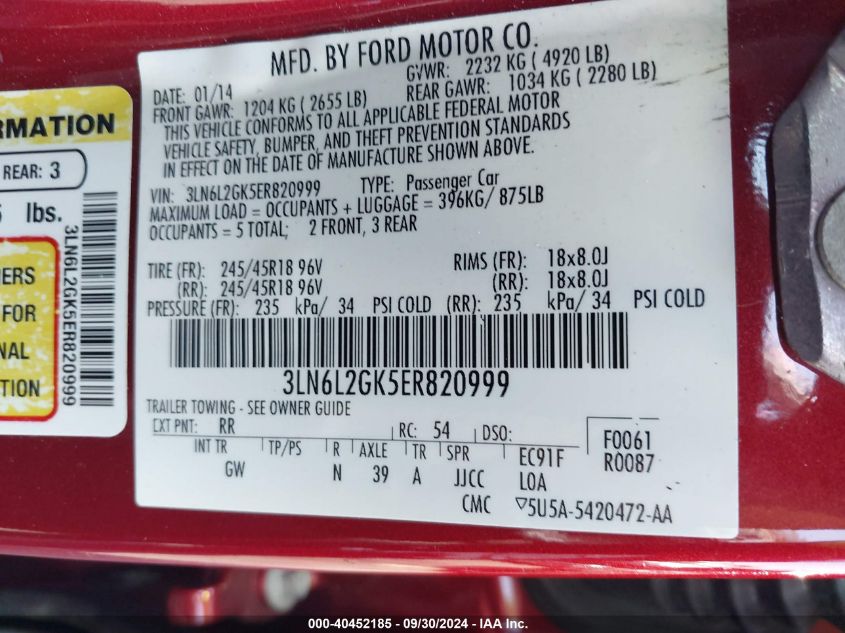 MFD. BY FORD MOTOR CO.
DATE: 01/14
GVWR: 2232 KG ( 4920 LB)
FRONT GAWR: 1204 KG ( 2655 LB)
REAR GAWR: 1034 KG ( 2280 LB)
THIS VEHICLE CONFORMS TO ALL APPLICABLE FEDERAL MOTOR
VEHICLE SAFETY, BUMPER, AND THEFT PREVENTION STANDARDS
IN EFFECT ON THE DATE OF MANUFACTURE SHOWN ABOVE.
VIN: 3LN6L2GK5ER820999 TYPE: Passenger Car
MAXIMUM LOAD = OCCUPANTS + LUGGAGE = 396KG/ 875LB
OCCUPANTS = 5 TOTAL; 2 FRONT, 3 REAR
TIRE (FR): 245/45R18 96V RIMS (FR): 18x8.0J
(RR): 245/45R18 96V (RR): 18x8.0J
PRESSURE (FR): 235 kPa/ 34 PSI COLD (RR): 235 kPa/ 34 PSI COLD
3LN6L2GK5ER820999
TRAILER TOWING - SEE OWNER GUIDE
EXT PNT: RR RC: 54 DSO: F0061
INT TR TP/PS R AXLE TR SPR EC91F R0087
GW N 39 A JJCC LOA
CMC ▽5U5A-5420472-AA
RMATION
REAR: 3
lbs.
FOR
3LN6L2GK5ER820999
000-40452185 - 09/30/2024 - IAA Inc.